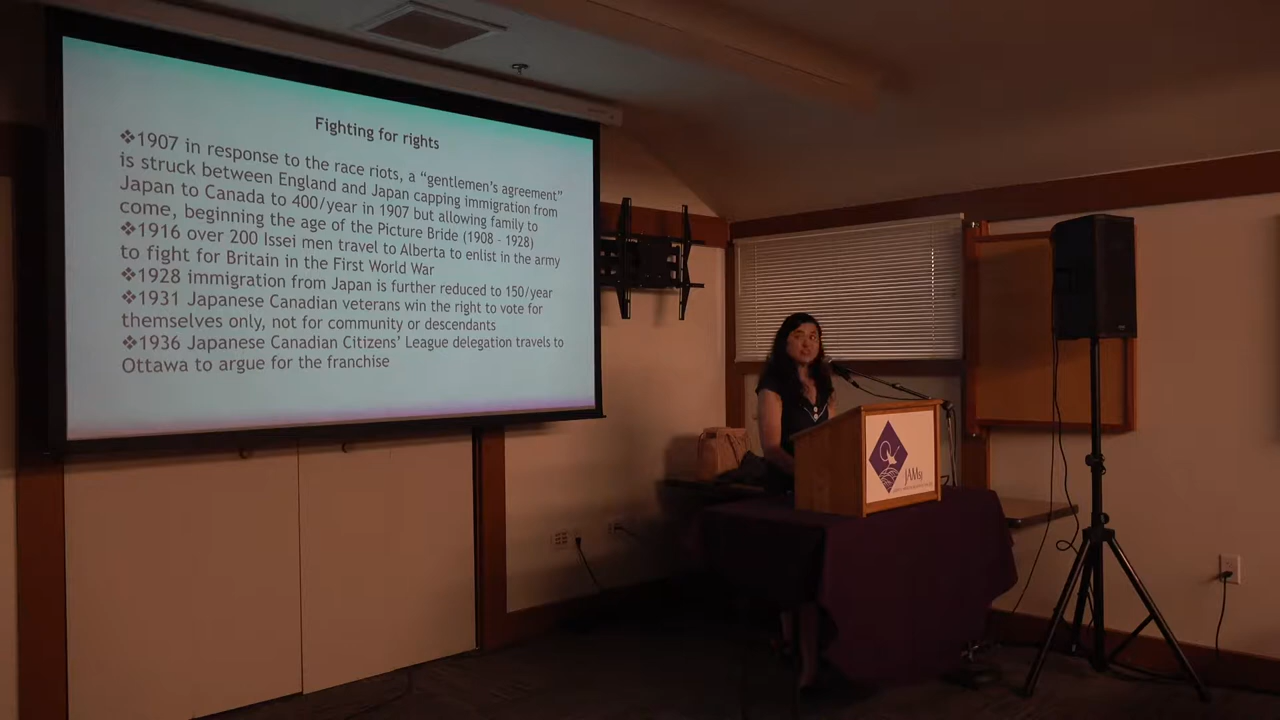 Fighting for rights
❖1907 in response to the race riots, a “gentlemen’s agreement”
is struck between England and Japan capping immigration from
Japan to Canada to 400/year in 1907 but allowing family to
come, beginning the age of the Picture Bride (1908 - 1928)
❖1916 over 200 Issei men travel to Alberta to enlist in the army
to fight for Britain in the First World War
❖1928 immigration from Japan is further reduced to 150/year
❖1931 Japanese Canadian veterans win the right to vote for
themselves only, not for community or descendants
❖1936 Japanese Canadian Citizens’ League delegation travels to
Ottawa to argue for the franchise
JAMsj